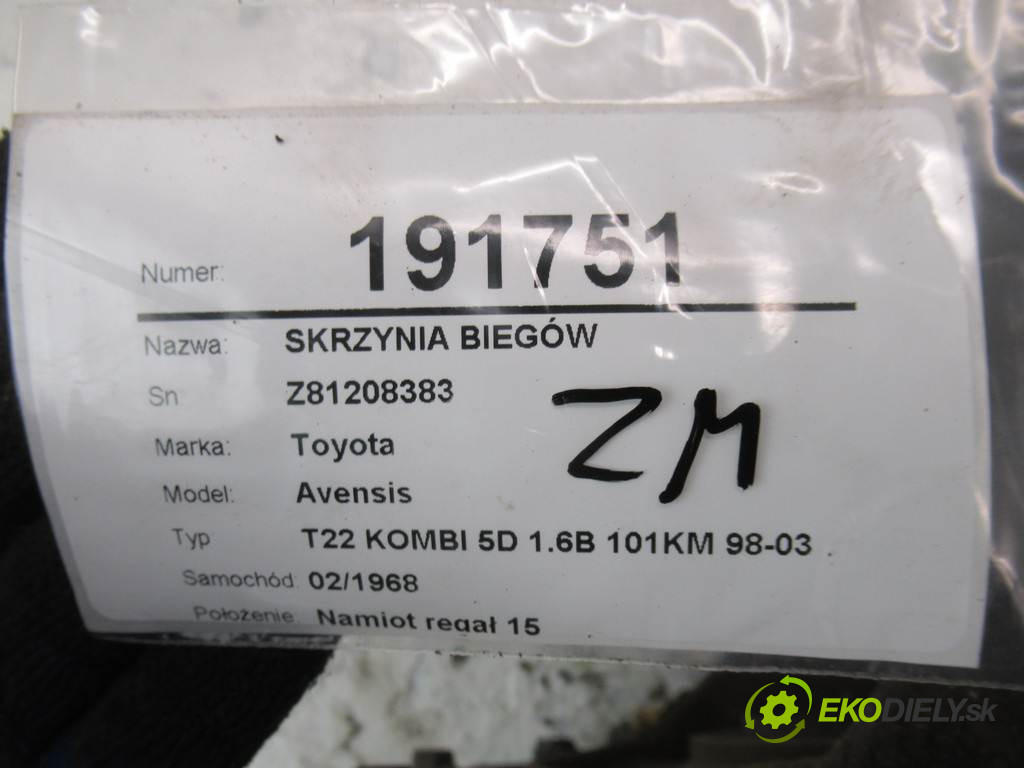 Numer: 191751
Nazwa: SKRZYNIA BIEGÓW
Sn Z81208383
Marka: Toyota
Model: Avensis
Typ T22 KOMBI 5D 1.6B 101KM 98-03
Samochód: 02/1968
Położenie: Namiot regał 15
ZM
EKODIELY.sk